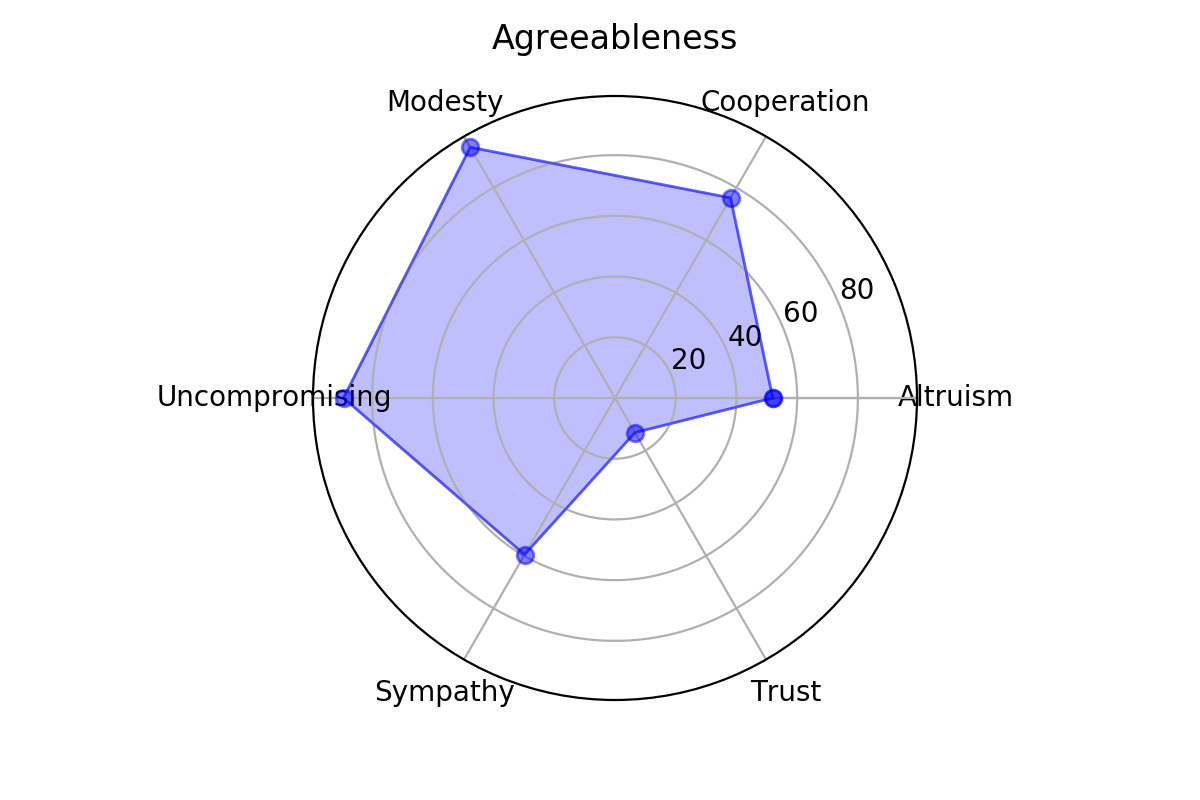 Agreeableness
Modesty
Cooperation
80
60
40
20
Uncompromising
Altruism
Sympathy
Trust